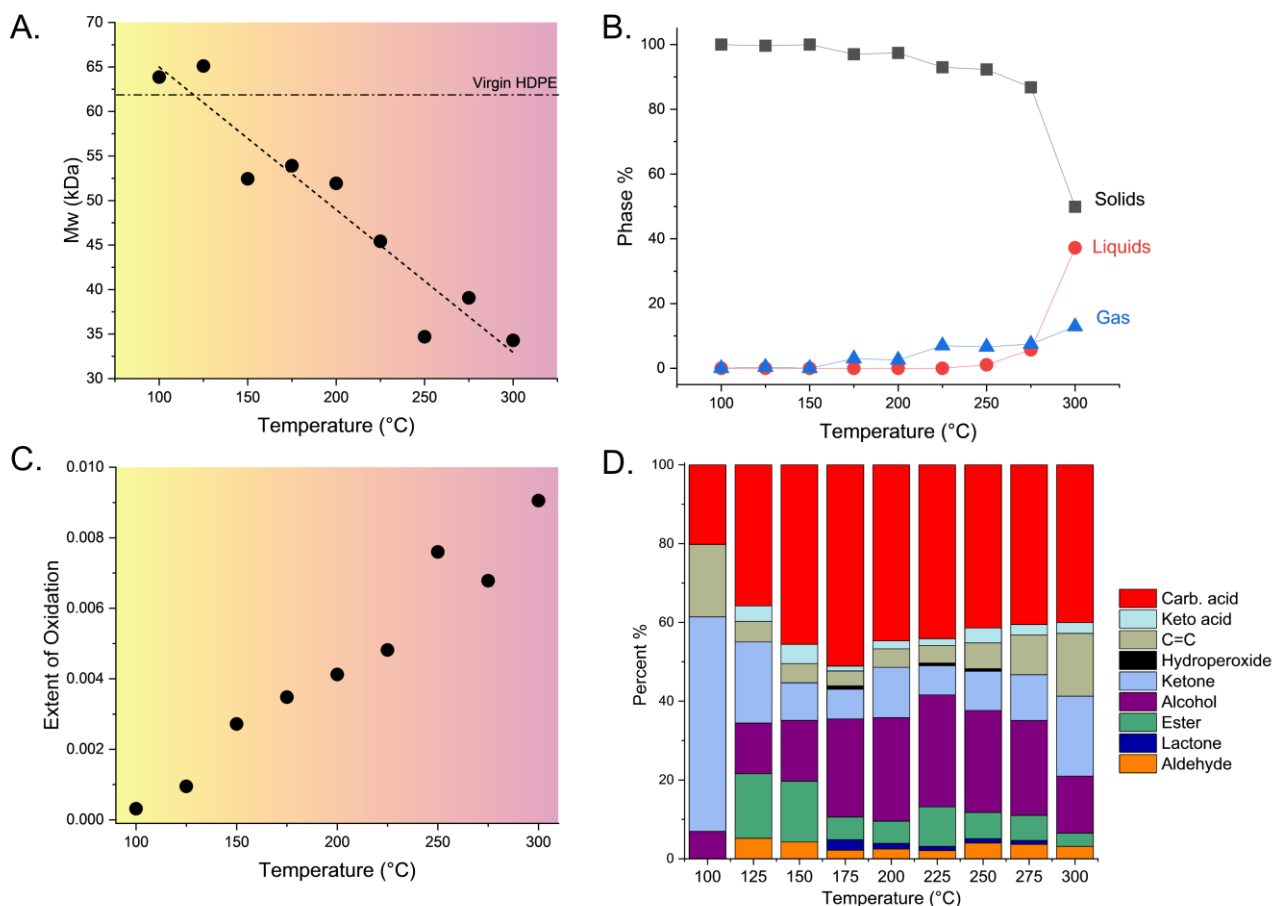 A.
70
65
60
55
50
45
40
35
30
Mw (kDa)
Virgin HDPE
100 150 200 250 300
Temperature (°C)
B.
100
80
60
40
20
0
Phase %
Solids
Liquids
Gas
100 150 200 250 300
Temperature (°C)
C.
0.010
0.008
0.006
0.004
0.002
0.000
Extent of Oxidation
100 150 200 250 300
Temperature (°C)
D.
100
80
60
40
20
0
Percent %
100 125 150 175 200 225 250 275 300
Temperature (°C)
Carb. acid
Keto acid
C=C
Hydroperoxide
Ketone
Alcohol
Ester
Lactone
Aldehyde